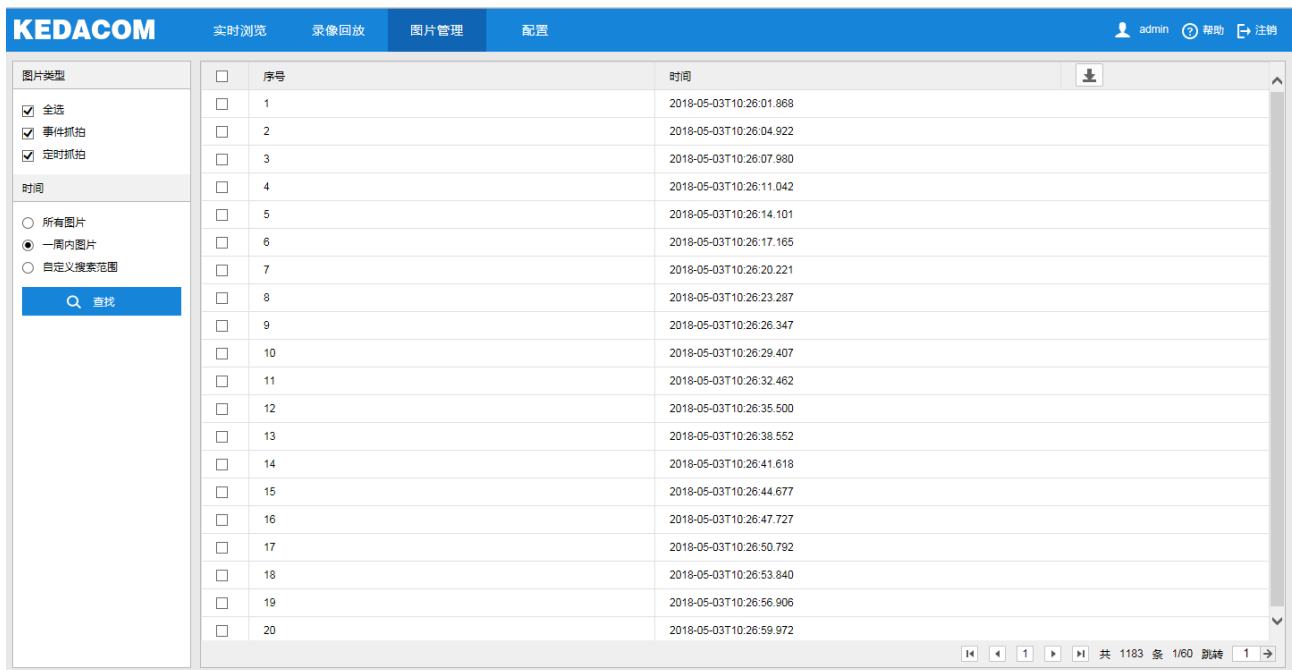 KEDACOM 实时浏览 录像回放 图片管理 配置 admin 帮助 注销
图片类型
全选
事件抓拍
定时抓拍
时间
所有图片
一周内图片
自定义搜素范围
查找
序号 时间
1 2018-05-03T10:26:01.868
2 2018-05-03T10:26:04.922
3 2018-05-03T10:26:07.980
4 2018-05-03T10:26:11.042
5 2018-05-03T10:26:14.101
6 2018-05-03T10:26:17.165
7 2018-05-03T10:26:20.221
8 2018-05-03T10:26:23.287
9 2018-05-03T10:26:26.347
10 2018-05-03T10:26:29.407
11 2018-05-03T10:26:32.462
12 2018-05-03T10:26:35.500
13 2018-05-03T10:26:38.552
14 2018-05-03T10:26:41.618
15 2018-05-03T10:26:44.677
16 2018-05-03T10:26:47.727
17 2018-05-03T10:26:50.792
18 2018-05-03T10:26:53.840
19 2018-05-03T10:26:56.906
20 2018-05-03T10:26:59.972
1 共 1183 条 1/60 跳转 1